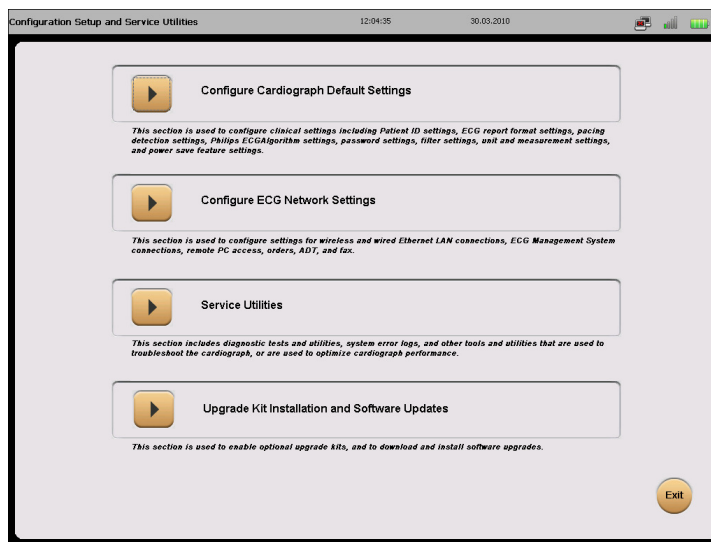 Configuration Setup and Service Utilities 12:04:35 30.03.2010
Configure Cardiograph Default Settings
This section is used to configure clinical settings including Patient ID settings, ECG report format settings, pacing
detection settings, Philips ECGAlgorithm settings, password settings, filter settings, unit and measurement settings,
and power save feature settings.
Configure ECG Network Settings
This section is used to configure settings for wireless and wired Ethernet LAN connections, ECG Management System
connections, remote PC access, orders, ADT, and fax.
Service Utilities
This section includes diagnostic tests and utilities, system error logs, and other tools and utilities that are used to
troubleshoot the cardiograph, or are used to optimize cardiograph performance.
Upgrade Kit Installation and Software Updates
This section is used to enable optional upgrade kits, and to download and install software upgrades.
Exit